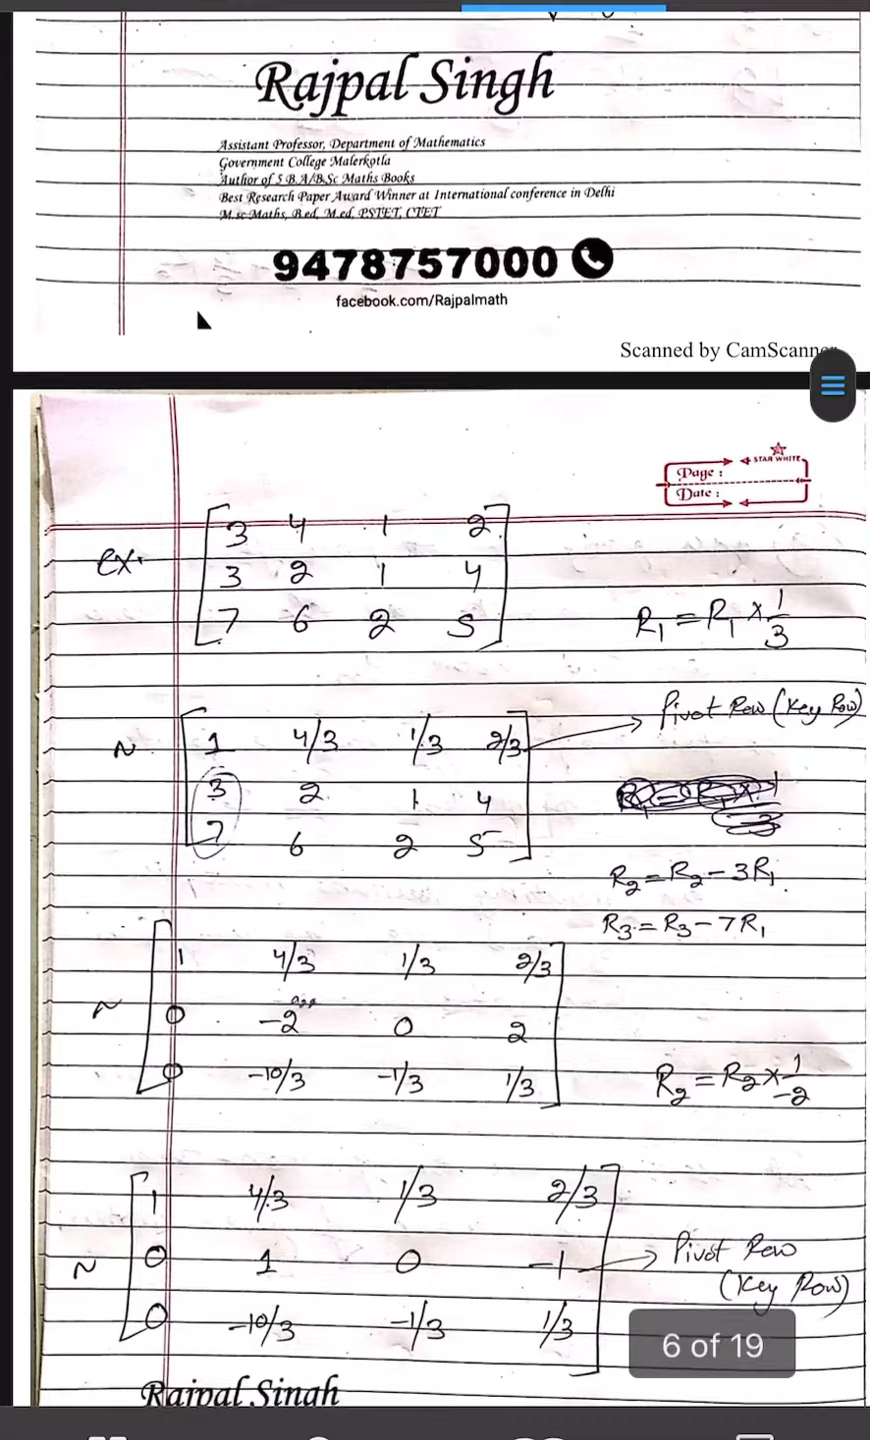 Rajpal Singh
Assistant Professor, Department of Mathematics
Government College Malerkotla
Author of 5 B.A/B.Sc Maths Books
Best Research Paper Award Winner at International conference in Delhi
M.sc Maths, B.ed, M.ed, PSTET, CTET
9478757000
facebook.com/Rajpalmath
Scanned by CamScanner
STAR WHITE
Page :
Date :
ex. 3 4 1 2
3 2 1 4
7 6 2 5
R₁ = R₁ × 1/3
~ 1 4/3 1/3 2/3 → Pivot Row (Key Row)
3 2 1 4
7 6 2 5
R₂ = R₂ - 3R₁
R₃ = R₃ - 7R₁
~ 1 4/3 1/3 2/3
0 -2 0 2
0 -10/3 -1/3 1/3
R₂ = R₂ × 1/-2
~ 1 4/3 1/3 2/3
0 1 0 -1 → Pivot Row
(Key Row)
0 -10/3 -1/3 1/3
6 of 19
Rajpal Singh